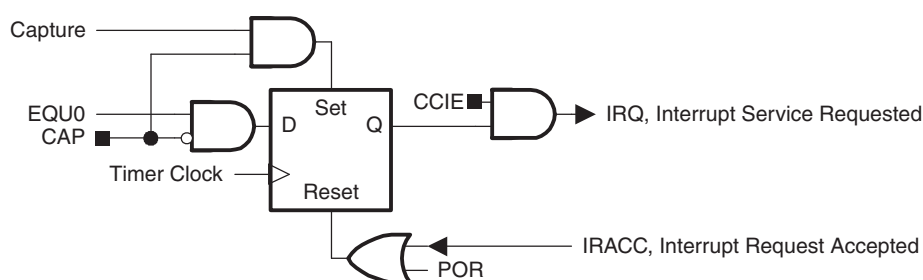 Capture
Set
CCIE
IRQ, Interrupt Service Requested
EQU0
D
Q
CAP
Timer Clock
Reset
IRACC, Interrupt Request Accepted
POR